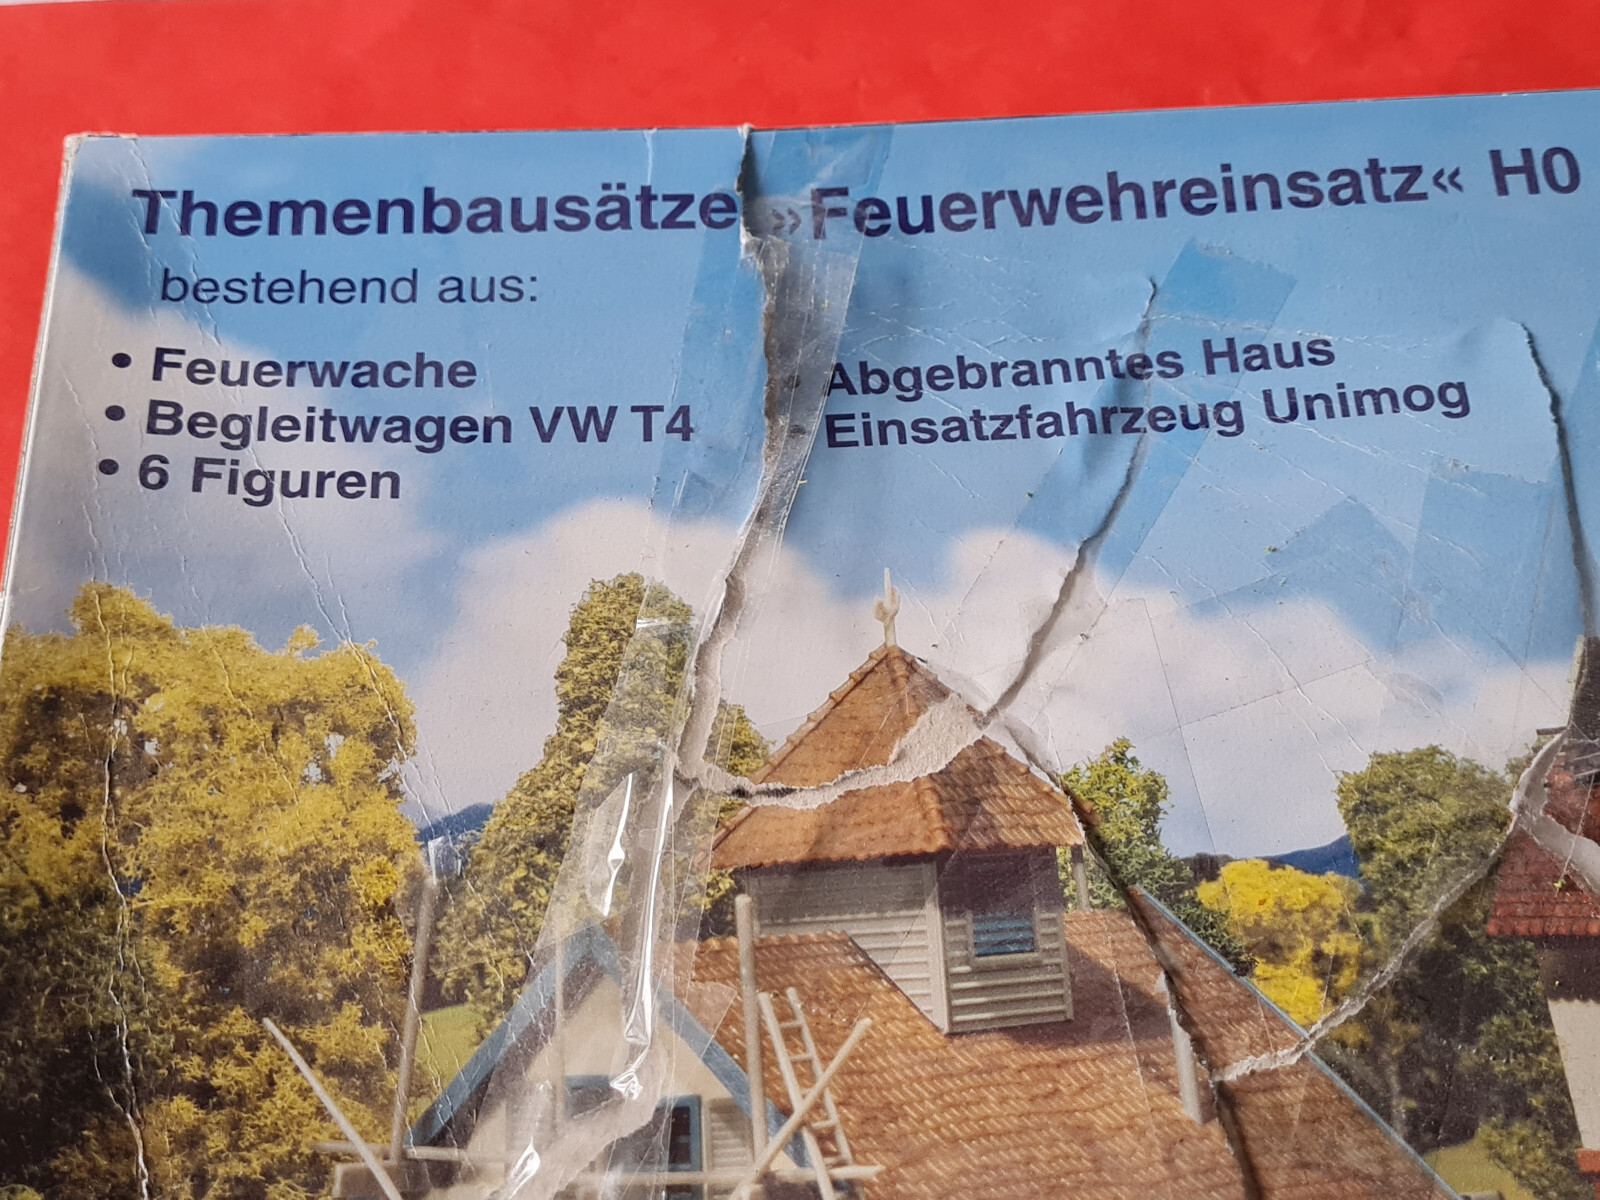 Themenbausätze »Feuerwehreinsatz« H0
bestehend aus:
• Feuerwache
• Begleitwagen VW T4
• 6 Figuren
• Abgebranntes Haus
• Einsatzfahrzeug Unimog